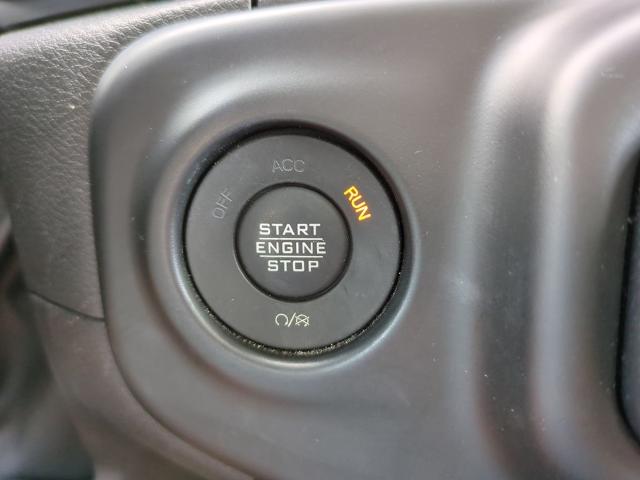 OFF
ACC
RUN
START
ENGINE
STOP